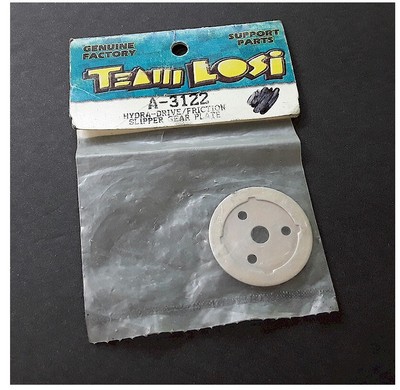 GENUINE FACTORY
SUPPORT PARTS
TEAM LOSI
A-3122
HYDRA-DRIVE/FRICTION
SLIPPER GEAR PLATE